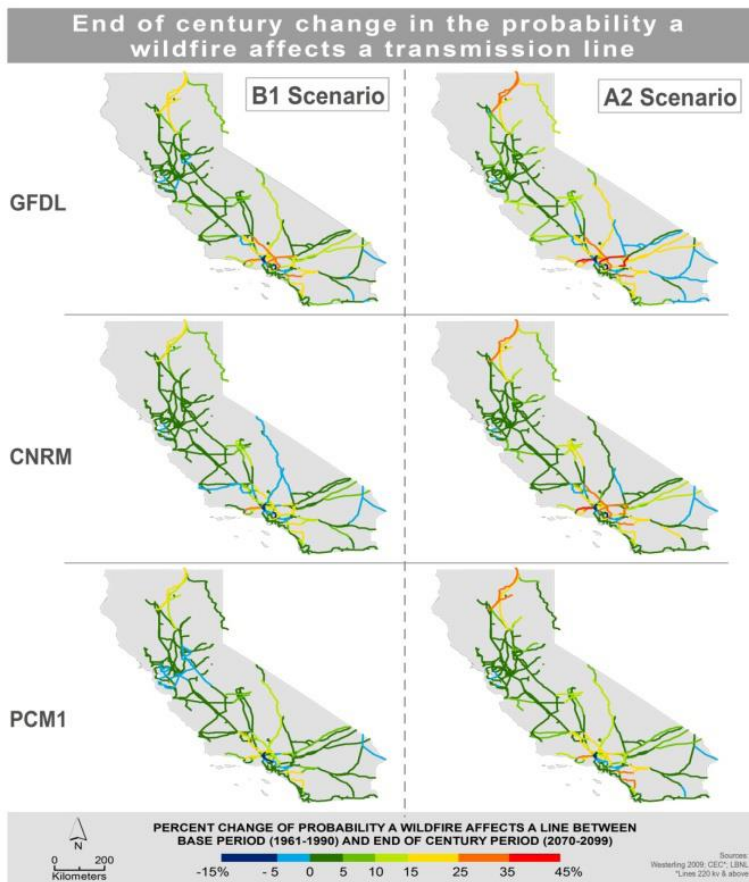 End of century change in the probability a
wildfire affects a transmission line
B1 Scenario
A2 Scenario
GFDL
CNRM
PCM1
N
0 200
Kilometers
PERCENT CHANGE OF PROBABILITY A WILDFIRE AFFECTS A LINE BETWEEN
BASE PERIOD (1961-1990) AND END OF CENTURY PERIOD (2070-2099)
-15% -5 0 5 10 15 25 35 45%
Sources:
Westerling 2009; CEC*; LBNL
*Lines 220 kv & above